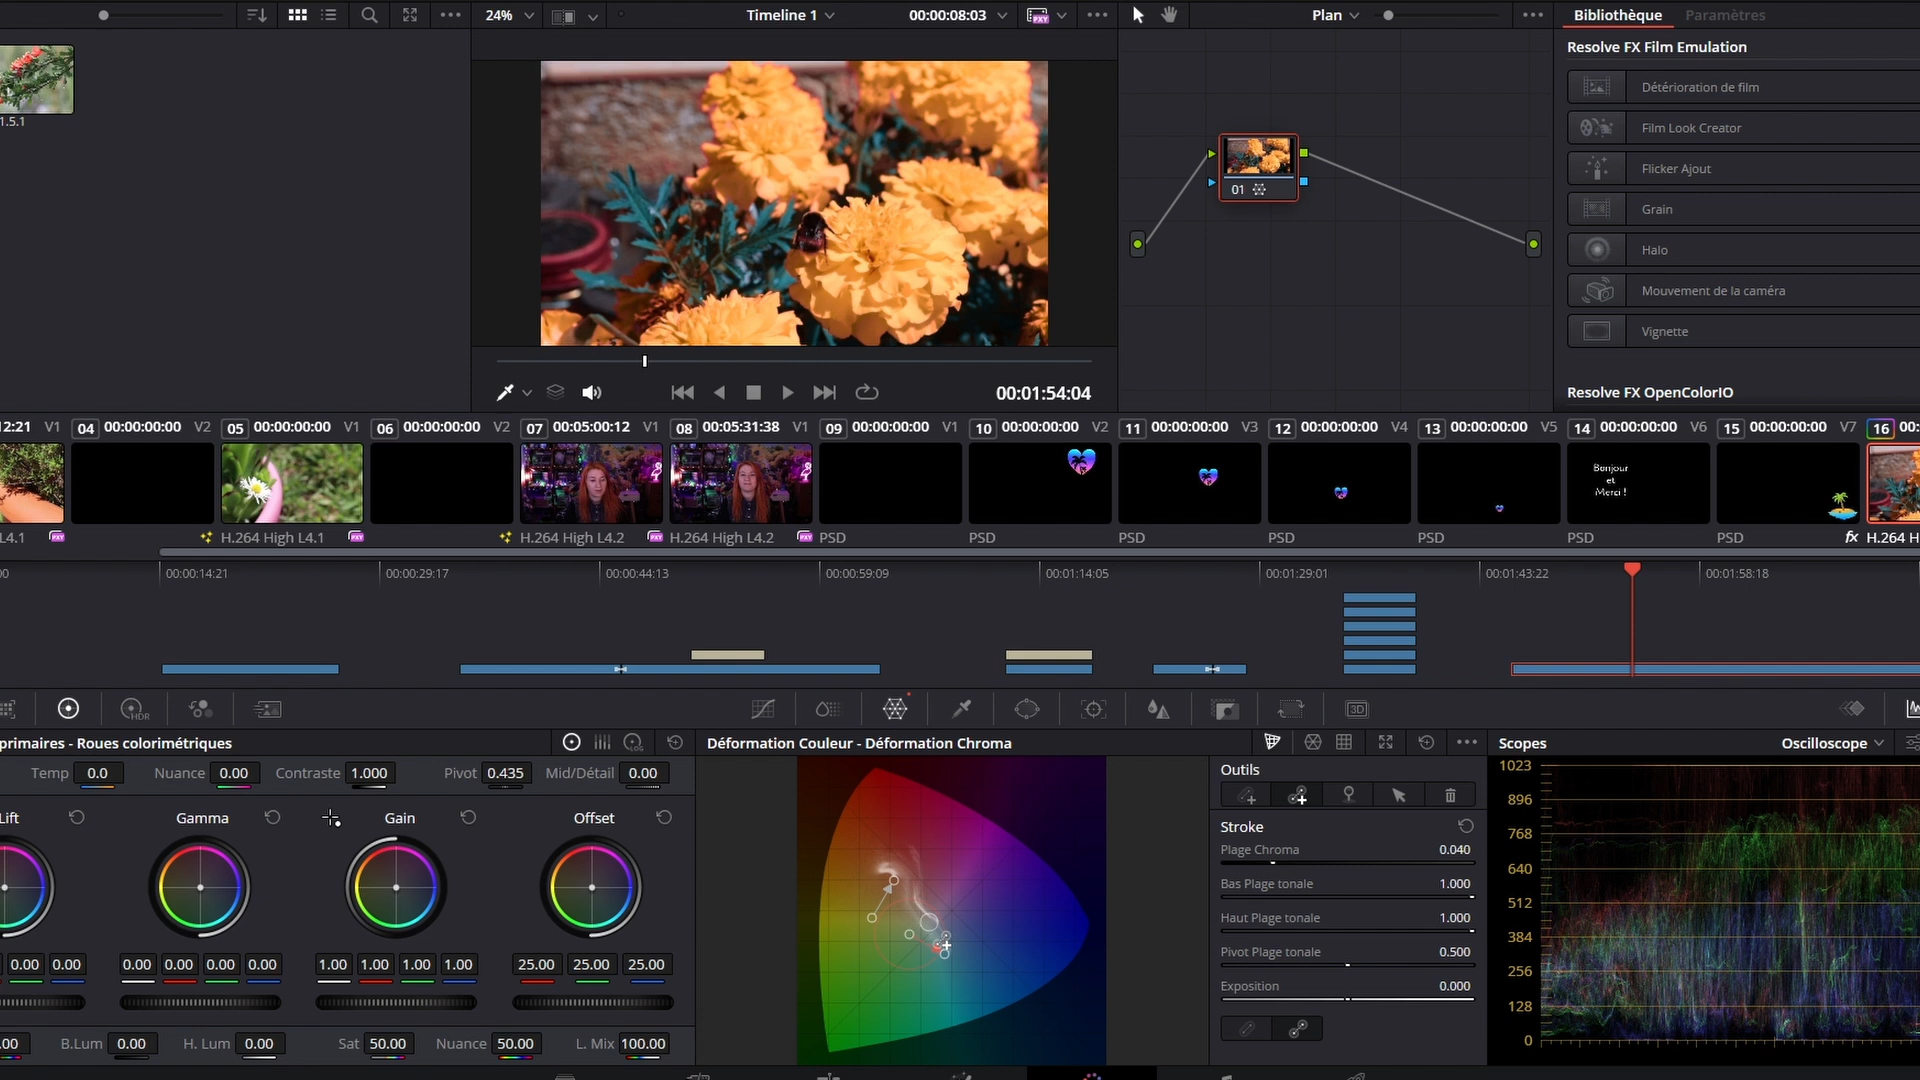 24%
Timeline 1
00:00:08:03
PXY
Plan
Bibliothèque
Paramètres
Resolve FX Film Emulation
Détérioration de film
Film Look Creator
Flicker Ajout
Grain
Halo
Mouvement de la caméra
Vignette
Resolve FX OpenColorIO
1.5.1
01
00:01:54:04
12:21 V1
04 00:00:00:00 V2
05 00:00:00:00 V1
06 00:00:00:00 V2
07 00:05:00:12 V1
08 00:05:31:38 V1
09 00:00:00:00 V1
10 00:00:00:00 V2
11 00:00:00:00 V3
12 00:00:00:00 V4
13 00:00:00:00 V5
14 00:00:00:00 V6
15 00:00:00:00 V7
16 00:
Bonjour
et
Merci !
L4.1
H.264 High L4.1
H.264 High L4.2
H.264 High L4.2
PSD
PSD
PSD
PSD
PSD
PSD
PSD
fx H.264 H
00:00:14:21
00:00:29:17
00:00:44:13
00:00:59:09
00:01:14:05
00:01:29:01
00:01:43:22
00:01:58:18
HDR
3D
primaires - Roues colorimétriques
LOG
Déformation Couleur - Déformation Chroma
Scopes
Oscilloscope
Temp 0.0
Nuance 0.00
Contraste 1.000
Pivot 0.435
Mid/Détail 0.00
Lift
Gamma
Gain
Offset
0.00 0.00
0.00 0.00 0.00 0.00
1.00 1.00 1.00 1.00
25.00 25.00 25.00
.00
B.Lum 0.00
H. Lum 0.00
Sat 50.00
Nuance 50.00
L. Mix 100.00
Outils
Stroke
Plage Chroma 0.040
Bas Plage tonale 1.000
Haut Plage tonale 1.000
Pivot Plage tonale 0.500
Exposition 0.000
1023
896
768
640
512
384
256
128
0